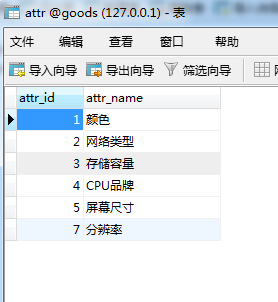 attr @goods (127.0.0.1) - 表
文件 编辑 查看 窗口 帮助
导入向导 导出向导 筛选向导
attr_id attr_name
1 颜色
2 网络类型
3 存储容量
4 CPU品牌
5 屏幕尺寸
7 分辨率